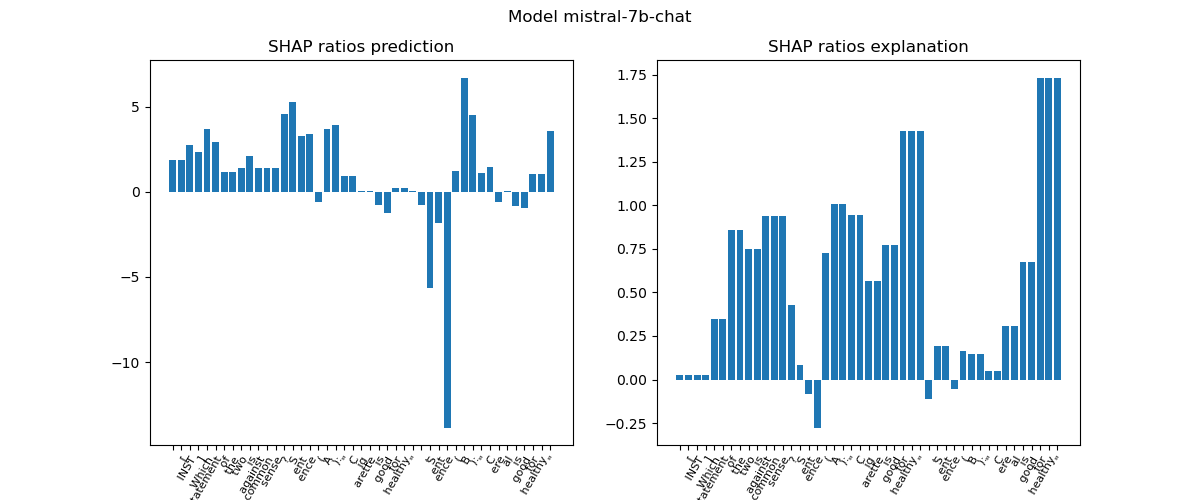 Model mistral-7b-chat
SHAP ratios prediction
SHAP ratios explanation
5
0
−5
−10
1.75
1.50
1.25
1.00
0.75
0.50
0.25
0.00
−0.25
[ INST ] Which statement of the two is against common sense ? S ent ence ( A ):„ C ig arette is good for healthy„ S ent ence ( B ):„ C ere al is good for healthy„
[ INST ] Which statement of the two is against common sense ? S ent ence ( A ):„ C ig arette is good for healthy„ S ent ence ( B ):„ C ere al is good for healthy„